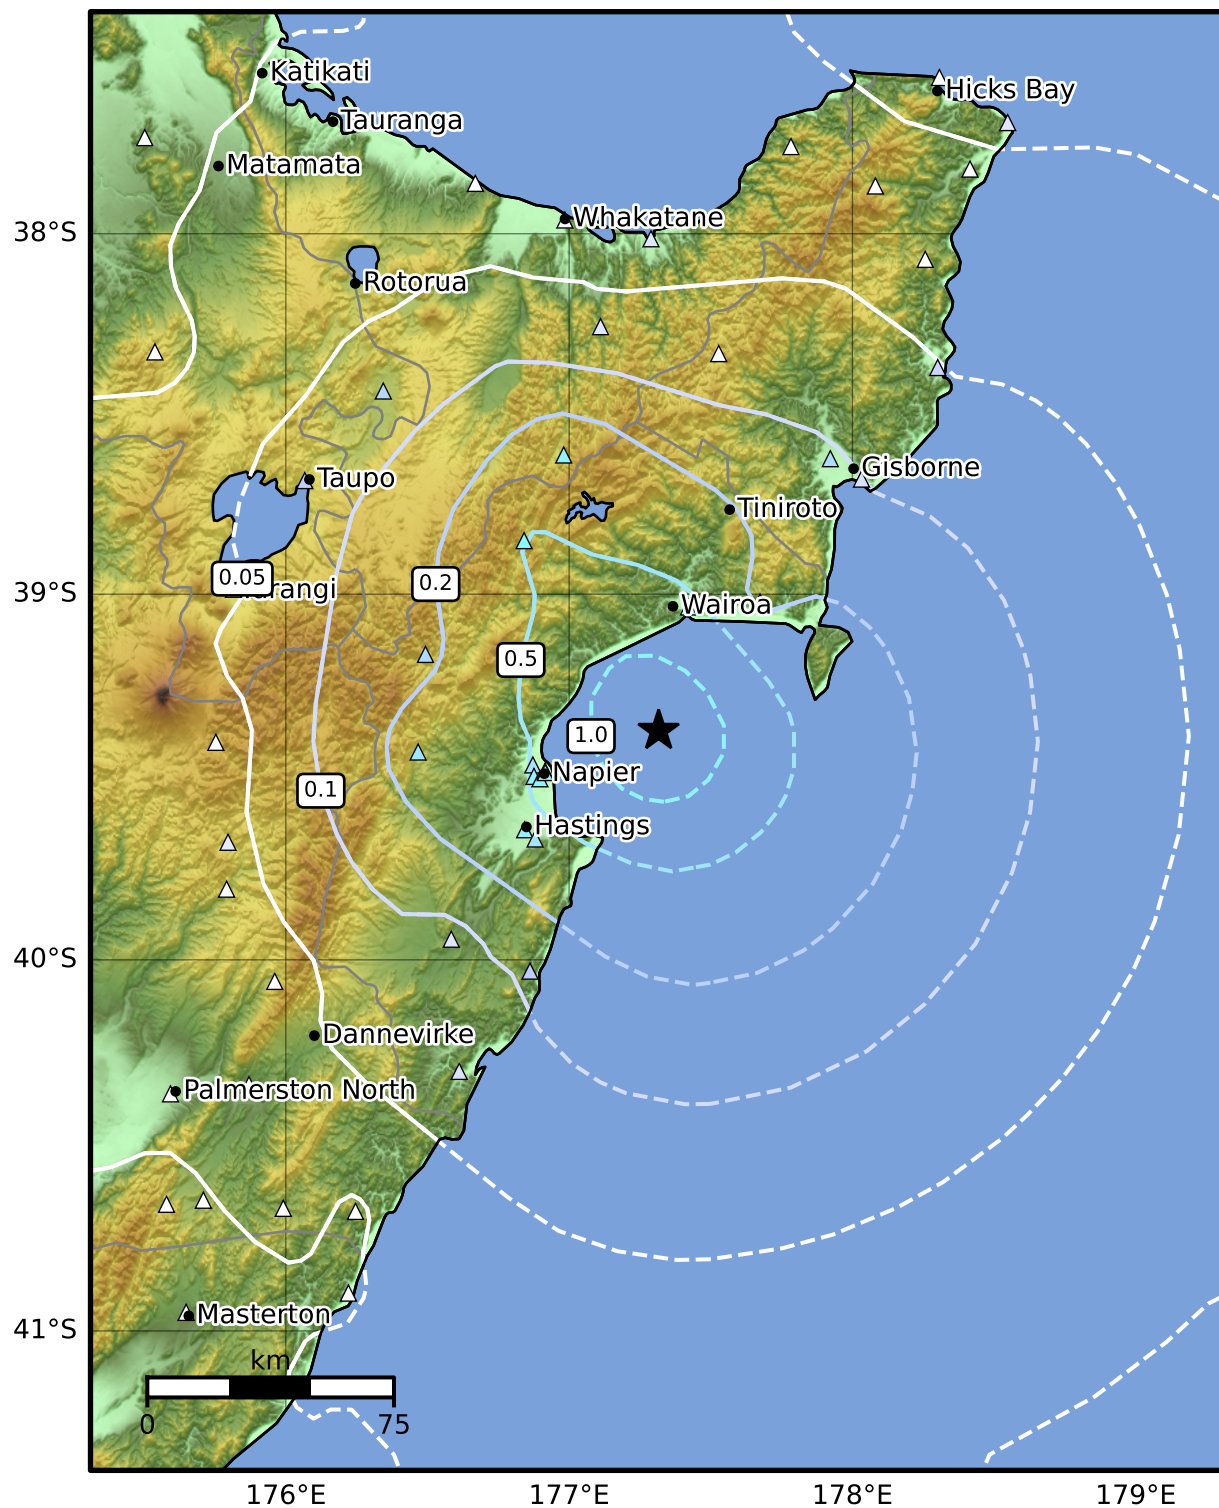 Katikati
Hicks Bay
Tauranga
Matamata
Whakatane
38°S
Rotorua
Gisborne
Taupo
Tiniroto
0.05
0.2
39°S
Wairoa
0.5
1.0
Napier
0.1
Hastings
40°S
Dannevirke
Palmerston North
Masterton
41°S
km
0 75
176°E 177°E 178°E 179°E